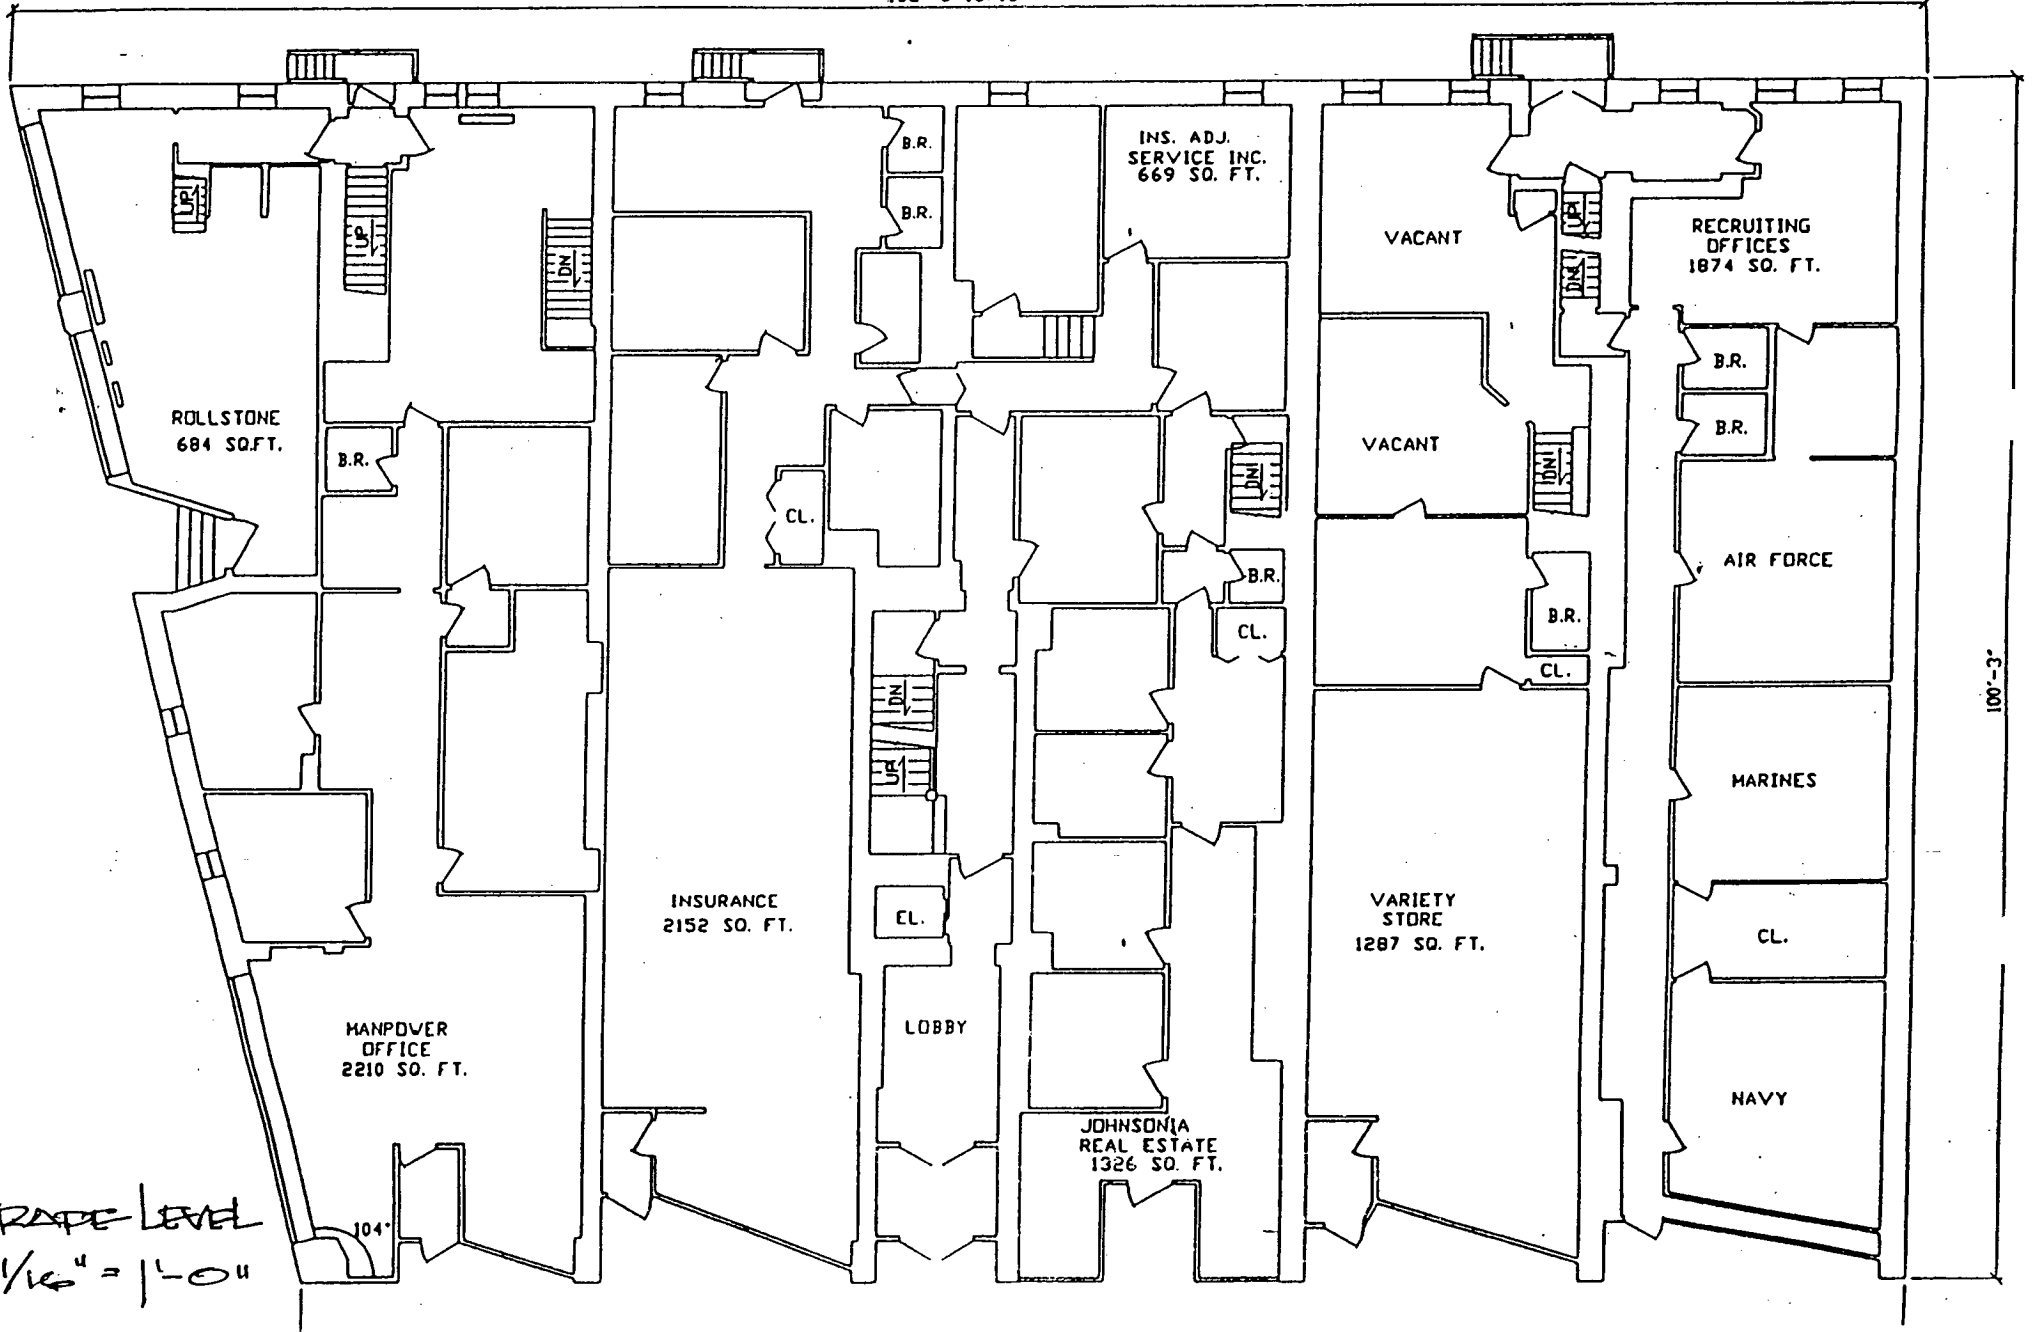 INS. ADJ.
SERVICE INC.
669 SQ. FT.
B.R.
B.R.
UP
UP
DN
VACANT
UP
DN
RECRUITING
OFFICES
1874 SQ. FT.
B.R.
B.R.
ROLLSTONE
684 SQ.FT.
B.R.
CL.
DN
VACANT
DN
AIR FORCE
B.R.
CL.
B.R.
CL.
DN
UP
MARINES
100'-3"
INSURANCE
2152 SQ. FT.
EL.
VARIETY
STORE
1287 SQ. FT.
CL.
MANPOWER
OFFICE
2210 SQ. FT.
LOBBY
JOHNSONIA
REAL ESTATE
1326 SQ. FT.
NAVY
104°
LEVEL
1/16" = 1'-0"